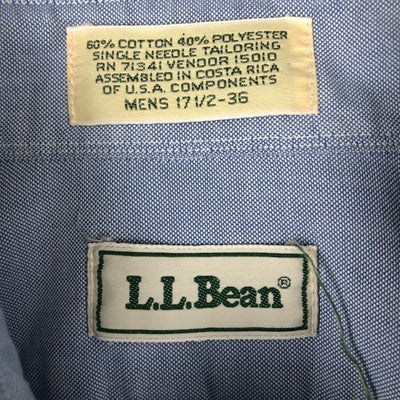 60% COTTON 40% POLYESTER
SINGLE NEEDLE TAILORING
RN 71341 VENDOR 15010
ASSEMBLED IN COSTA RICA
OF U.S.A. COMPONENTS
MENS 17 1/2-36
L.L.Bean®